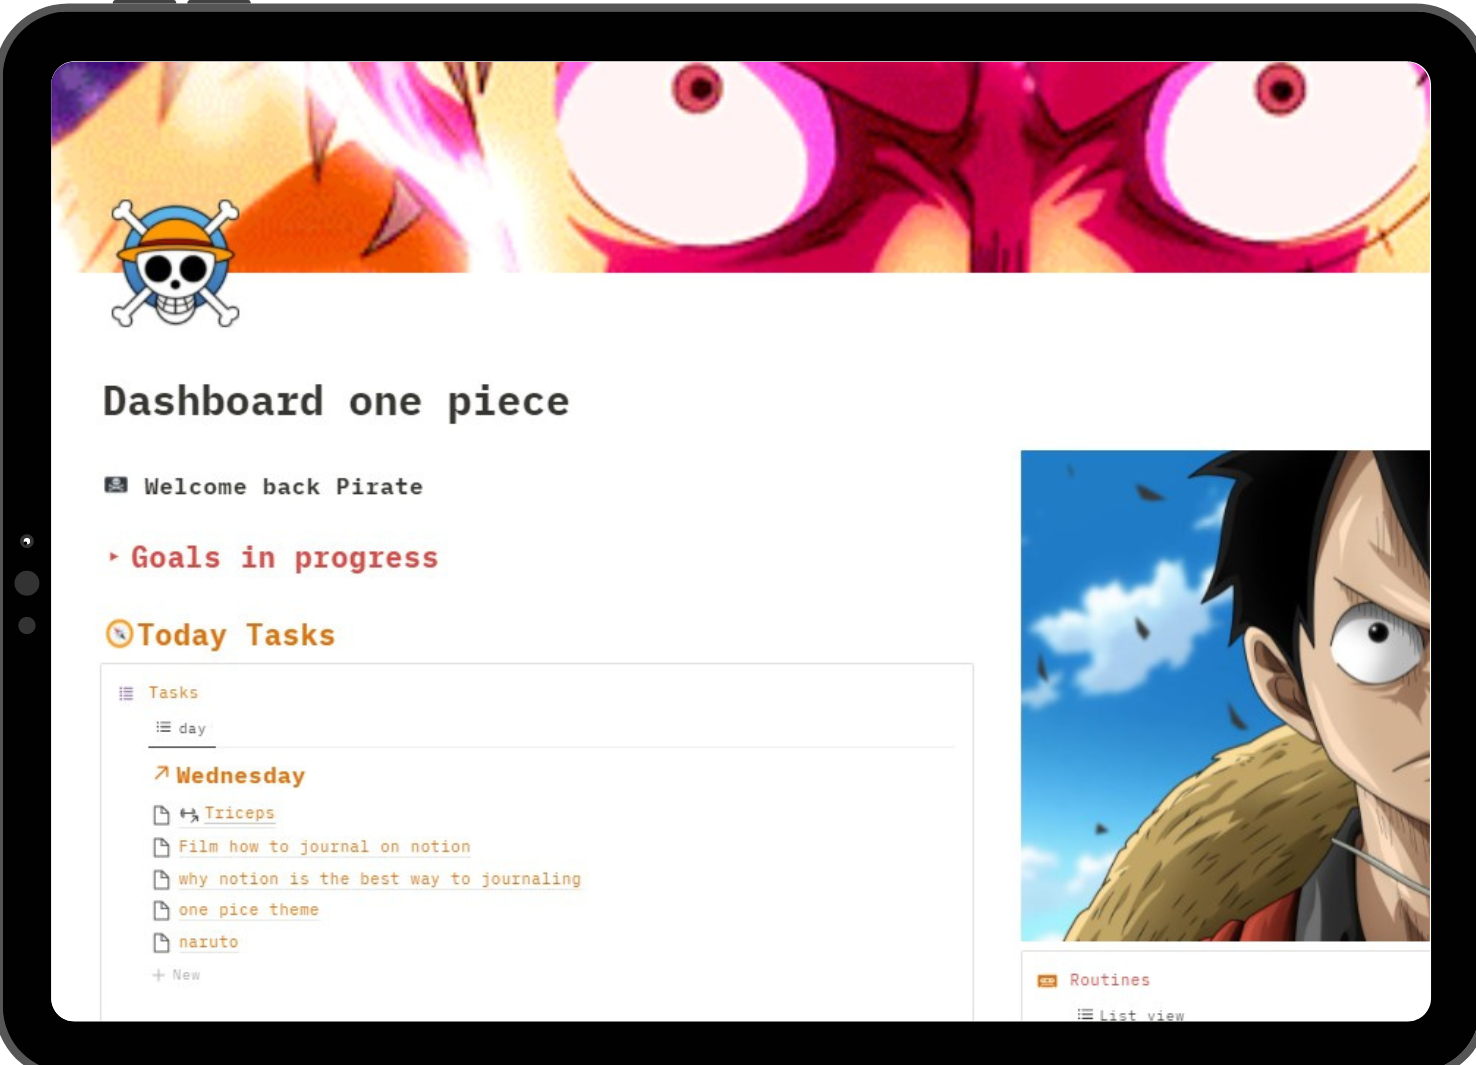 Dashboard one piece
Welcome back Pirate
Goals in progress
Today Tasks
Tasks
day
Wednesday
Triceps
Film how to journal on notion
why notion is the best way to journaling
one pice theme
naruto
New
Routines
List view